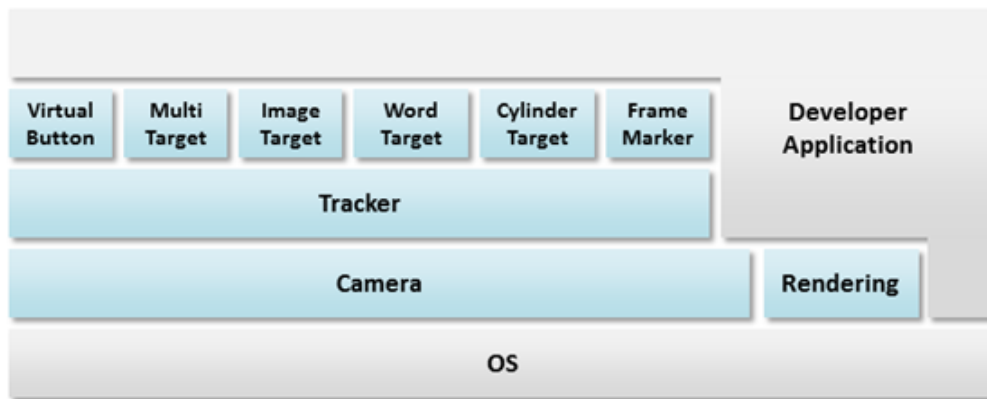 Virtual
Button
Multi
Target
Image
Target
Word
Target
Cylinder
Target
Frame
Marker
Developer
Application
Tracker
Camera
Rendering
OS